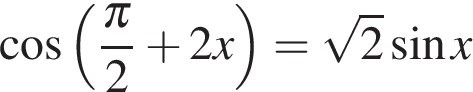 cos(π/2 + 2x) = √2 sin x